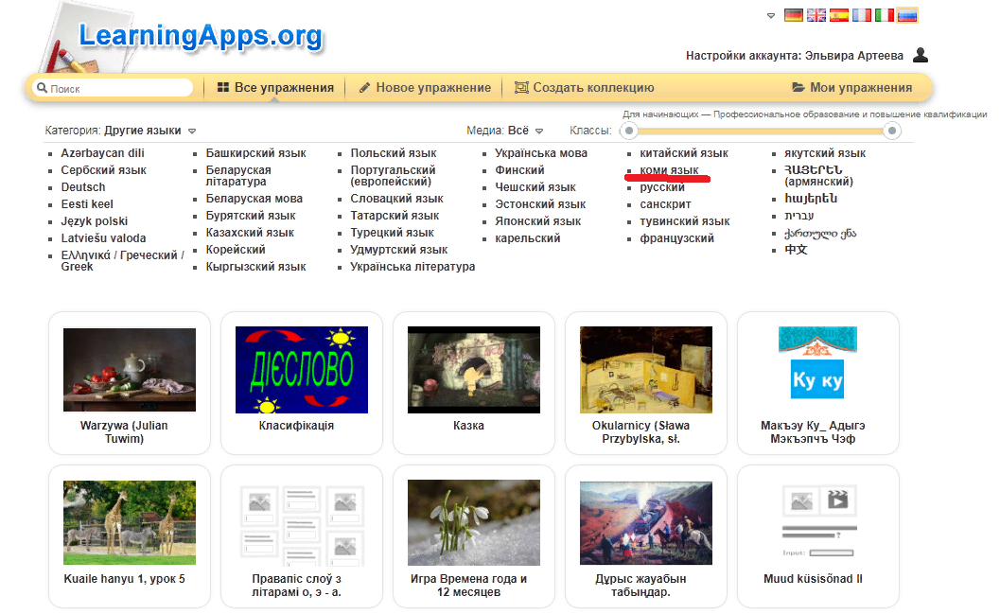 LearningApps.org
Настройки аккаунта: Эльвира Артеева
Поиск
Все упражнения
Новое упражнение
Создать коллекцию
Мои упражнения
Для начинающих — Профессиональное образование и повышение квалификации
Категория: Другие языки
Медиа: Всё
Классы:
Azərbaycan dili
Сербский язык
Deutsch
Eesti keel
Język polski
Latviešu valoda
Ελληνικά / Греческий /
Greek
Башкирский язык
Беларуская
література
Беларуская мова
Бурятский язык
Казахский язык
Корейский
Кыргызский язык
Польский язык
Португальский
(европейский)
Словацкий язык
Татарский язык
Турецкий язык
Удмуртский язык
Українська література
Українська мова
Финский
Чешский язык
Эстонский язык
Японский язык
карельский
китайский язык
коми язык
русский
санскрит
тувинский язык
французский
якутский язык
ՀԱՅԵՐԵՆ
(армянский)
հայերեն
עברית
ქართული ენა
中文
ДІЄСЛОВО
Ку ку
Warzywa (Julian
Tuwim)
Класифікація
Казка
Okularnicy (Sława
Przybylska, sł.
Макъэу Ку_ Адыгэ
Мэкъэпчъ Чэф
Kuaile hanyu 1, урок 5
Правапіс слоў з
літарамі о, э - а.
Игра Времена года и
12 месяцев
Дұрыс жауабын
табыңдар.
Input:
Muud küsisõnad II